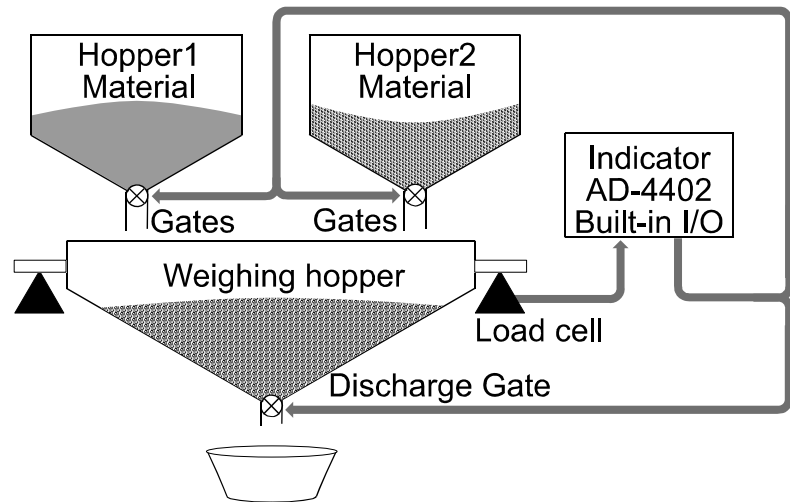 Hopper1
Material
Hopper2
Material
Indicator
AD-4402
Built-in I/O
Gates
Gates
Weighing hopper
Load cell
Discharge Gate